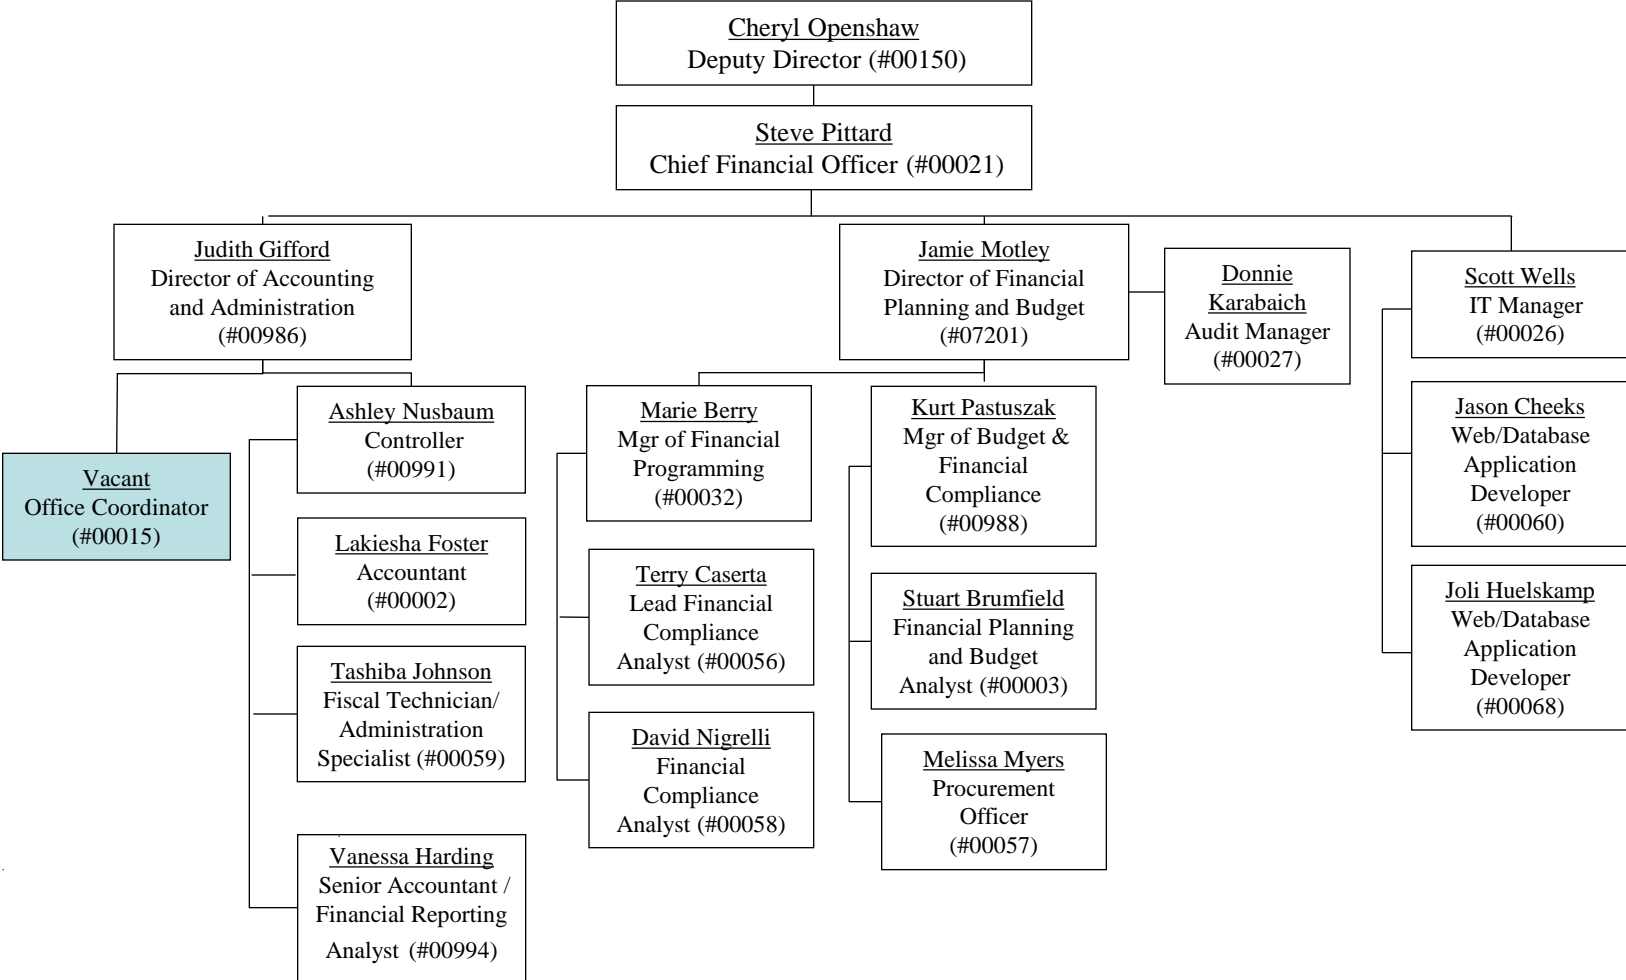 Cheryl Openshaw
Deputy Director (#00150)
Steve Pittard
Chief Financial Officer (#00021)
Judith Gifford
Director of Accounting
and Administration
(#00986)
Jamie Motley
Director of Financial
Planning and Budget
(#07201)
Donnie
Karabaich
Audit Manager
(#00027)
Scott Wells
IT Manager
(#00026)
Vacant
Office Coordinator
(#00015)
Ashley Nusbaum
Controller
(#00991)
Lakiesha Foster
Accountant
(#00002)
Tashiba Johnson
Fiscal Technician/
Administration
Specialist (#00059)
Vanessa Harding
Senior Accountant /
Financial Reporting
Analyst (#00994)
Marie Berry
Mgr of Financial
Programming
(#00032)
Terry Caserta
Lead Financial
Compliance
Analyst (#00056)
David Nigrelli
Financial
Compliance
Analyst (#00058)
Kurt Pastuszak
Mgr of Budget &
Financial
Compliance
(#00988)
Stuart Brumfield
Financial Planning
and Budget
Analyst (#00003)
Melissa Myers
Procurement
Officer
(#00057)
Jason Cheeks
Web/Database
Application
Developer
(#00060)
Joli Huelskamp
Web/Database
Application
Developer
(#00068)